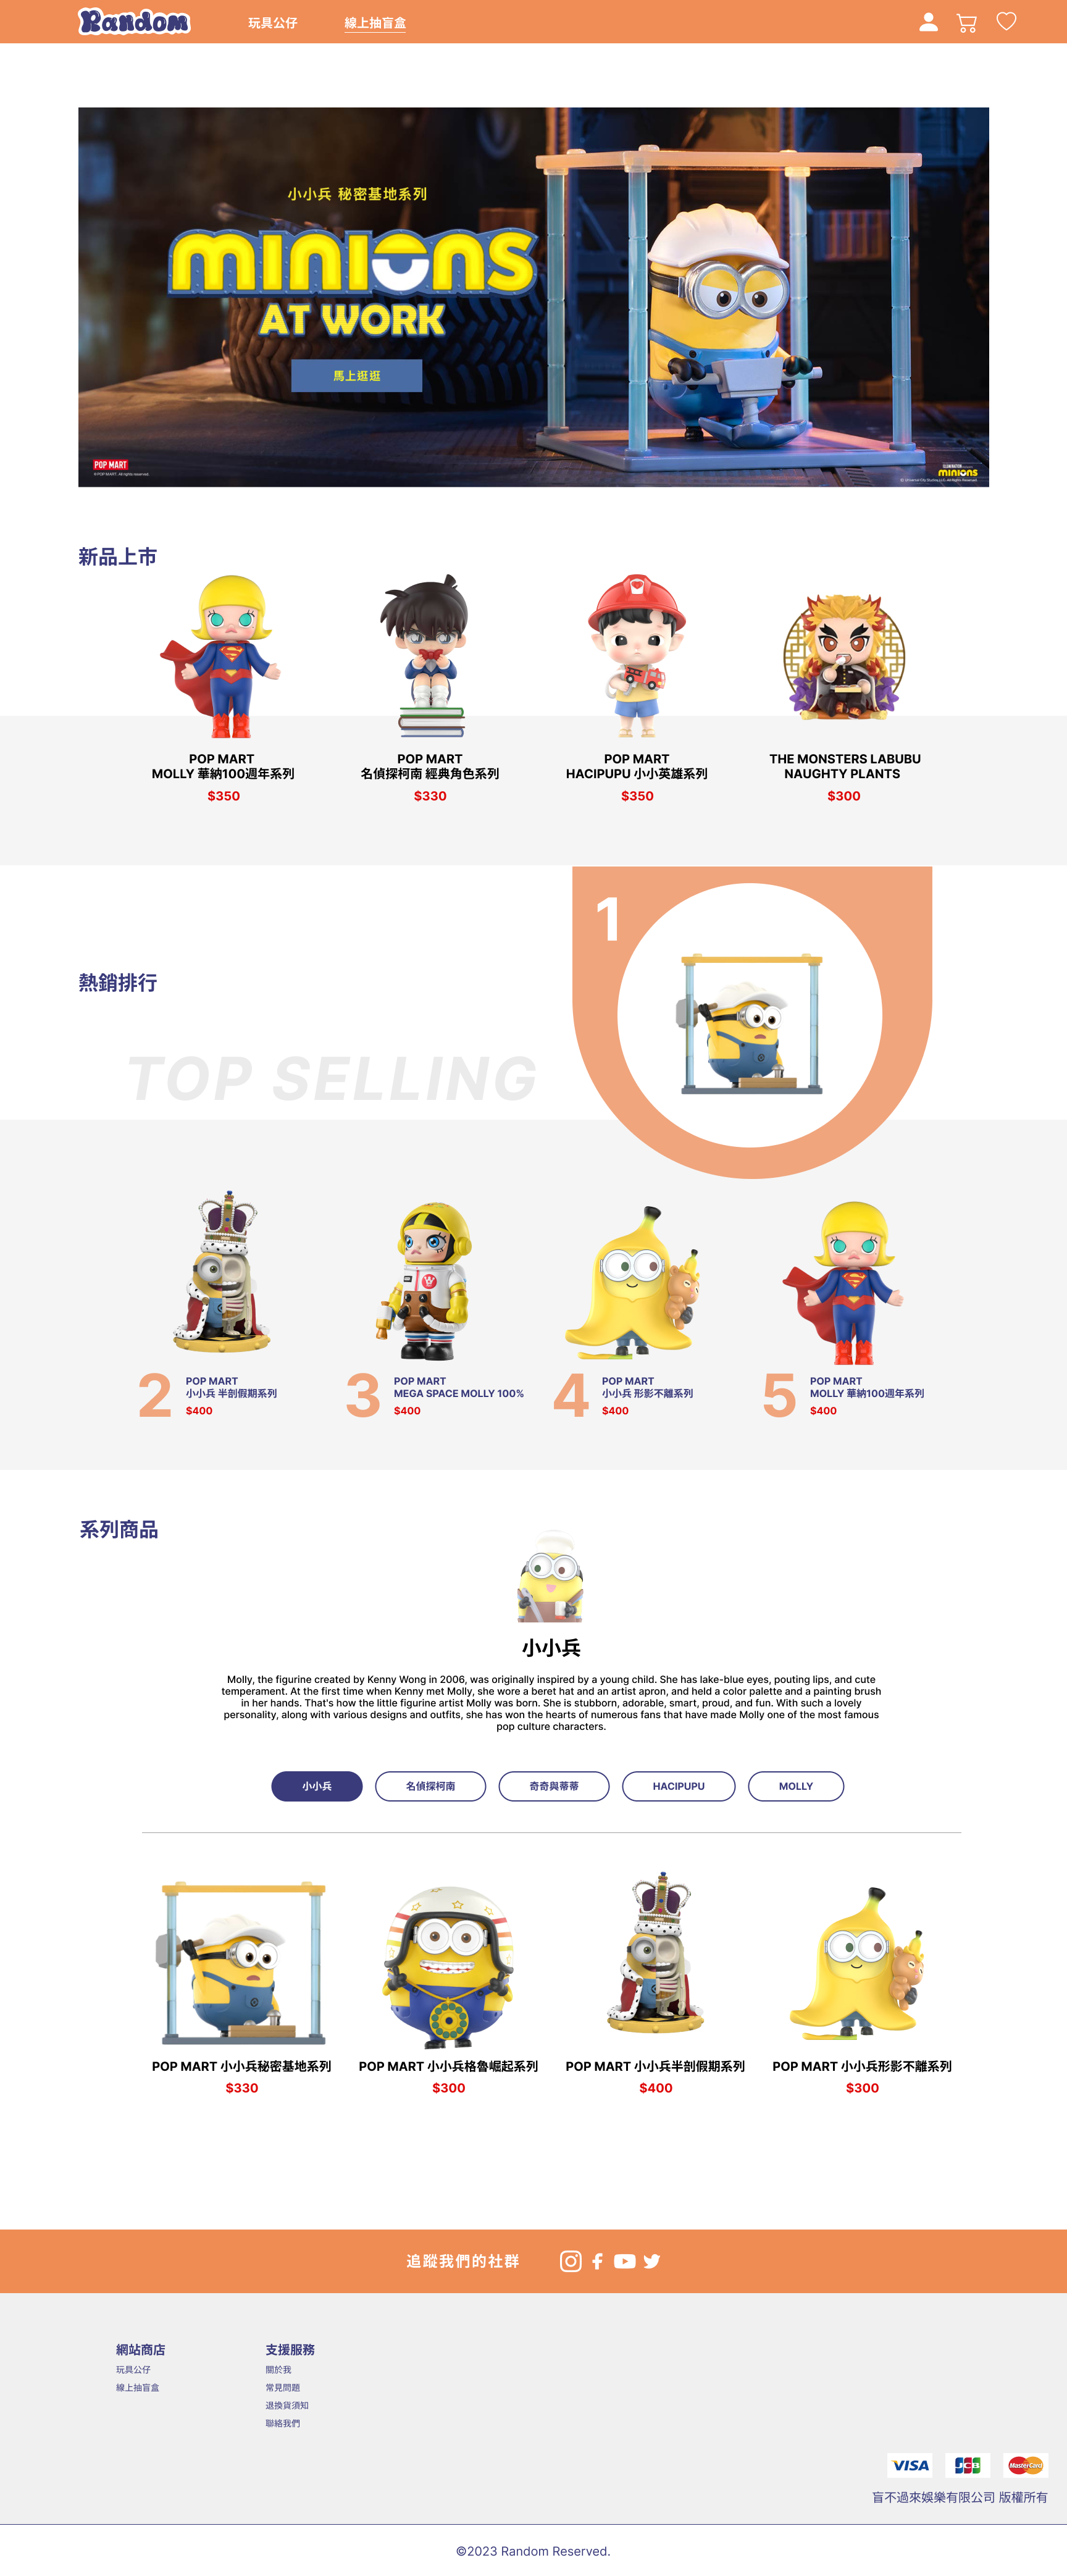 Random
玩具公仔
線上抽盲盒
小小兵 秘密基地系列
minions
AT WORK
馬上逛逛
POP MART
© POP MART. All rights reserved
ILLUMINATION
minions
新品上市
POP MART
MOLLY 華納100週年系列
$350
POP MART
名偵探柯南 經典角色系列
$330
POP MART
HACIPUPU 小小英雄系列
$350
THE MONSTERS LABUBU
NAUGHTY PLANTS
$300
熱銷排行
1
TOP SELLING
2
POP MART
小小兵 半剖假期系列
$400
3
POP MART
MEGA SPACE MOLLY 100%
$400
4
POP MART
小小兵 形影不離系列
$400
5
POP MART
MOLLY 華納100週年系列
$400
系列商品
小小兵
Molly, the figurine created by Kenny Wong in 2006, was originally inspired by a young child. She has lake-blue eyes, pouting lips, and cute
temperament. At the first time when Kenny met Molly, she wore a beret hat and an artist apron, and held a color palette and a painting brush
in her hands. That's how the little figurine artist Molly was born. She is stubborn, adorable, smart, proud, and fun. With such a lovely
personality, along with various designs and outfits, she has won the hearts of numerous fans that have made Molly one of the most famous
pop culture characters.
小小兵
名偵探柯南
奇奇與蒂蒂
HACIPUPU
MOLLY
POP MART 小小兵秘密基地系列
$330
POP MART 小小兵格魯崛起系列
$300
POP MART 小小兵半剖假期系列
$400
POP MART 小小兵形影不離系列
$300
追蹤我們的社群
網站商店
玩具公仔
線上抽盲盒
支援服務
關於我
常見問題
退換貨須知
聯絡我們
VISA
JCB
MasterCard
盲不過來娛樂有限公司 版權所有
©2023 Random Reserved.